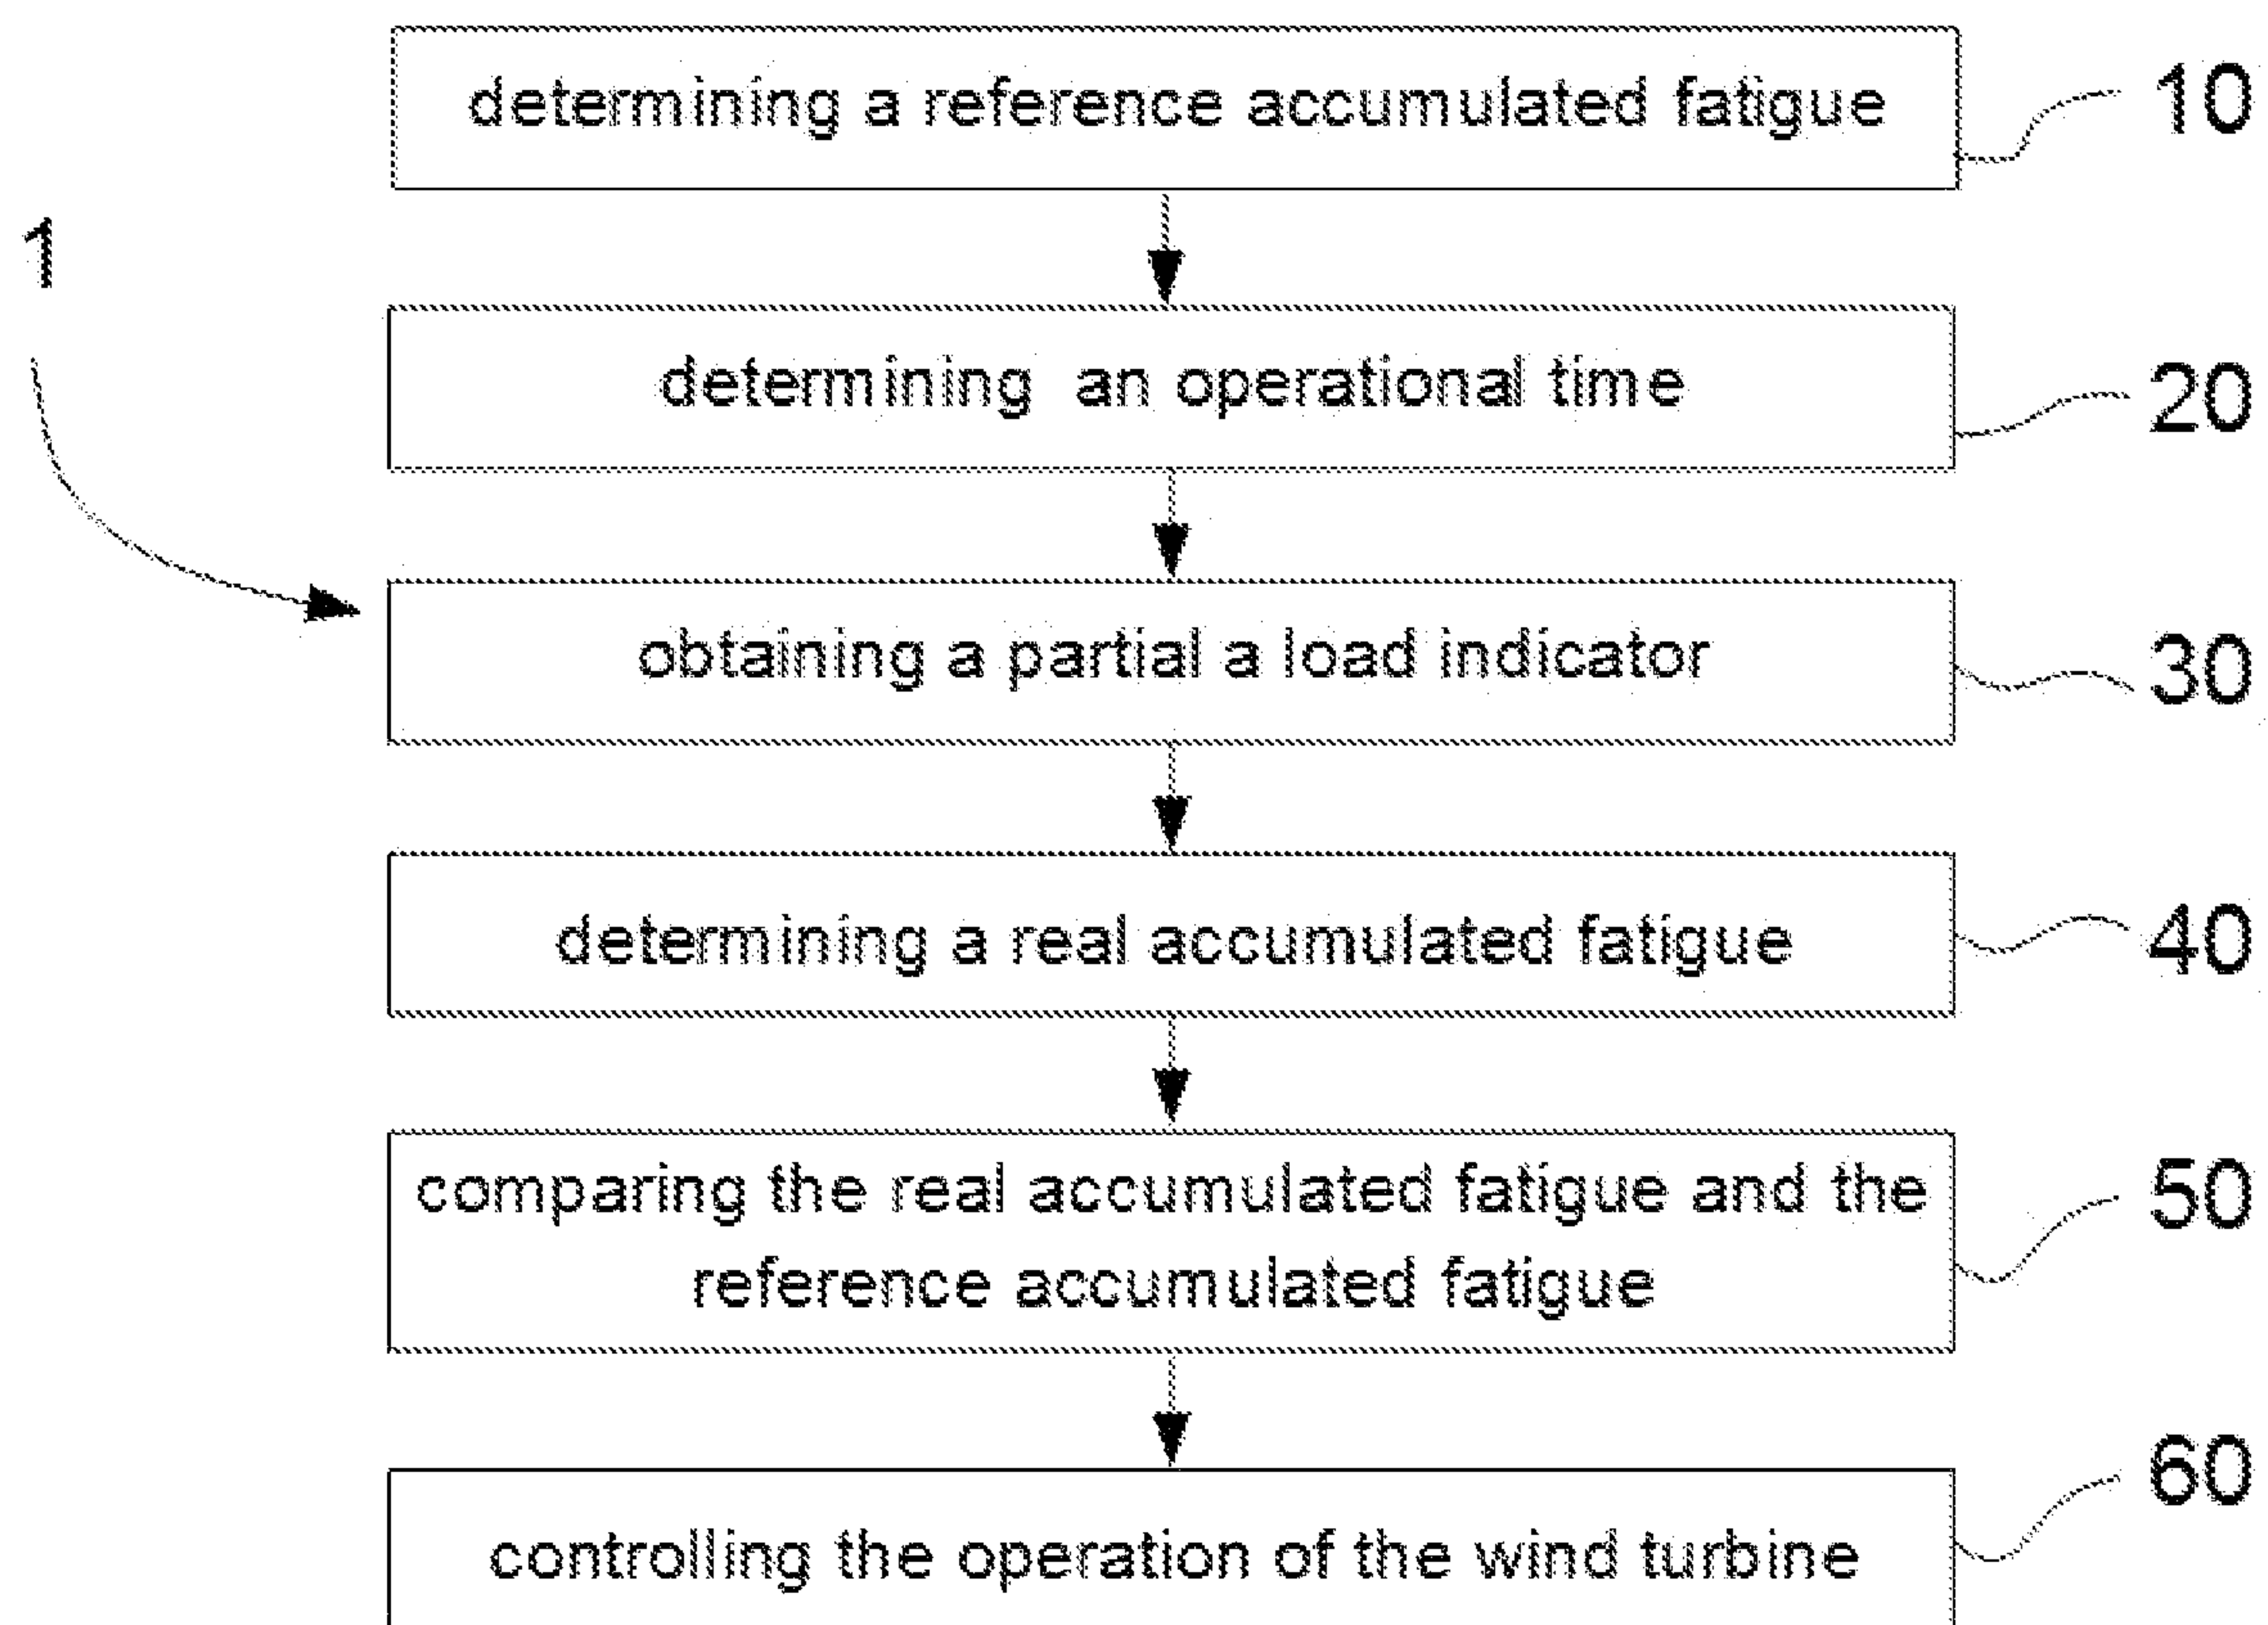 determining a reference accumulated fatigue
10
1
determining an operational time
20
obtaining a partial a load indicator
30
determining a real accumulated fatigue
40
comparing the real accumulated fatigue and the
reference accumulated fatigue
50
controlling the operation of the wind turbine
60